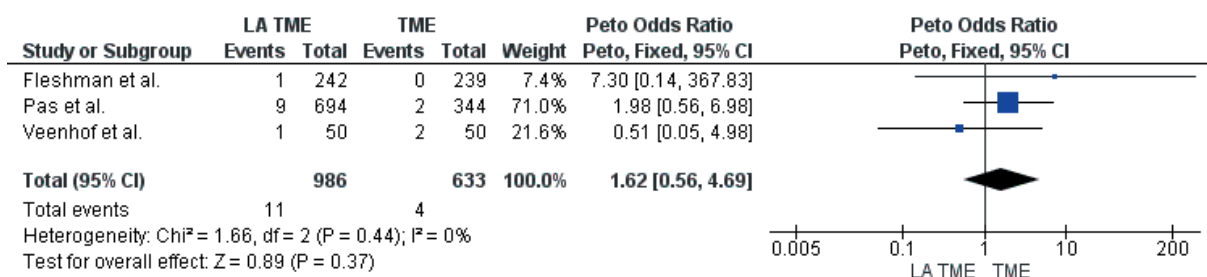 LA TME TME Peto Odds Ratio Peto Odds Ratio
Study or Subgroup Events Total Events Total Weight Peto, Fixed, 95% CI Peto, Fixed, 95% CI
Fleshman et al. 1 242 0 239 7.4% 7.30 [0.14, 367.83]
Pas et al. 9 694 2 344 71.0% 1.98 [0.56, 6.98]
Veenhof et al. 1 50 2 50 21.6% 0.51 [0.05, 4.98]
Total (95% CI) 986 633 100.0% 1.62 [0.56, 4.69]
Total events 11 4
Heterogeneity: Chi² = 1.66, df = 2 (P = 0.44); I² = 0%
Test for overall effect: Z = 0.89 (P = 0.37)
0.005 0.1 1 10 200
LA TME TME